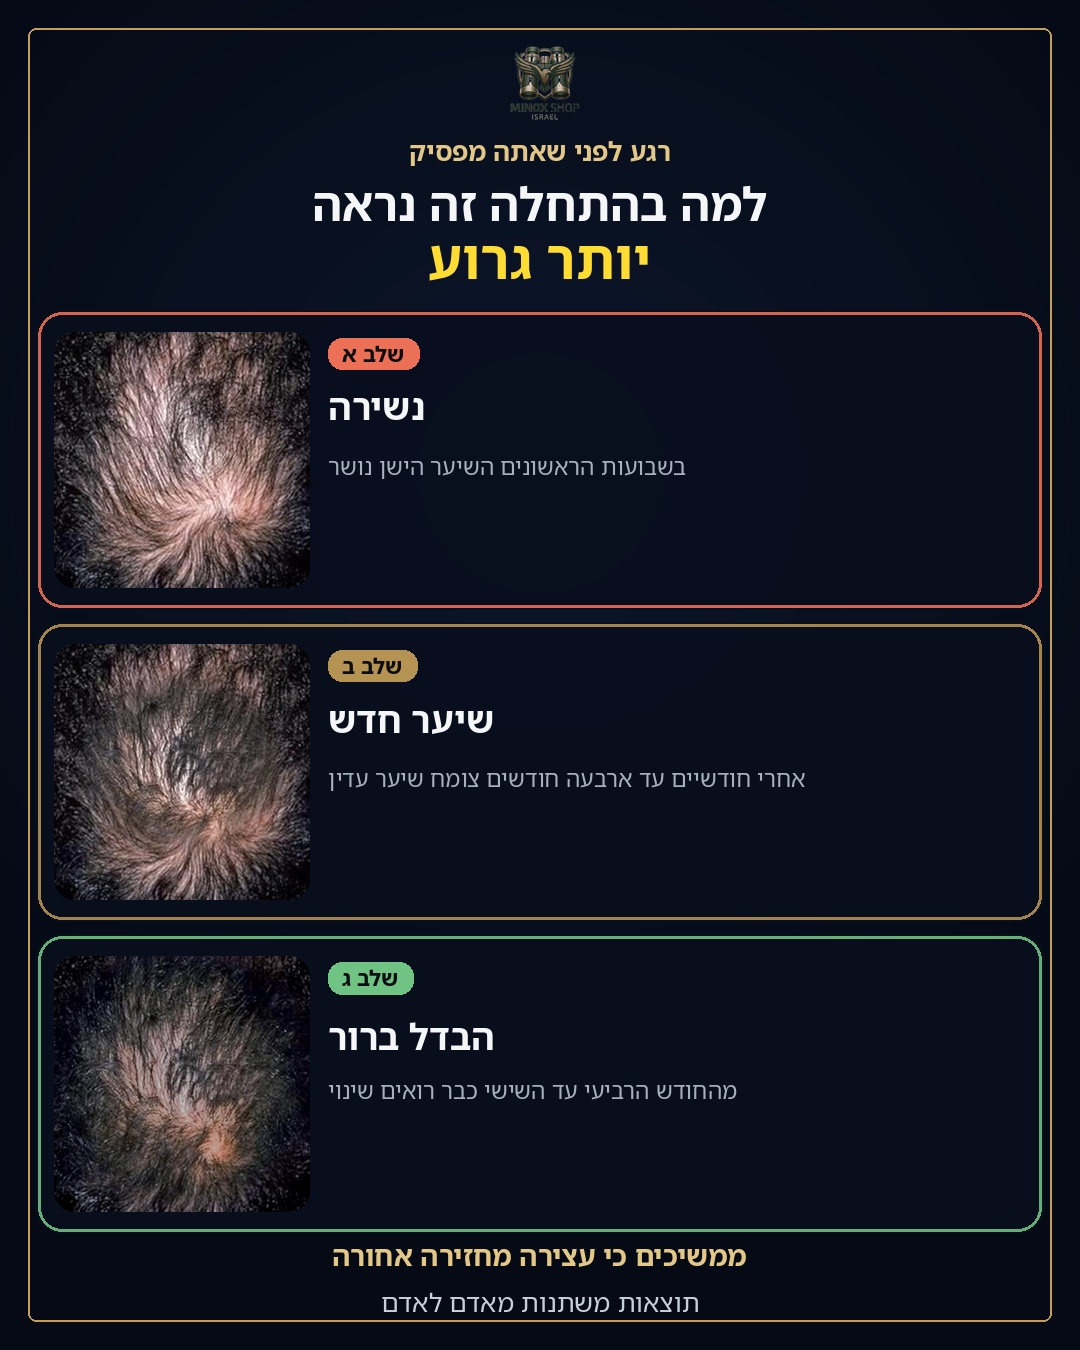 MINOX SHOP
ISRAEL
רגע לפני שאתה מפסיק
למה בהתחלה זה נראה
יותר גרוע
שלב א
נשירה
בשבועות הראשונים השיער הישן נושר
שלב ב
שיער חדש
אחרי חודשיים עד ארבעה חודשים צומח שיער עדין
שלב ג
הבדל ברור
מהחודש הרביעי עד השישי כבר רואים שינוי
ממשיכים כי עצירה מחזירה אחורה
תוצאות משתנות מאדם לאדם